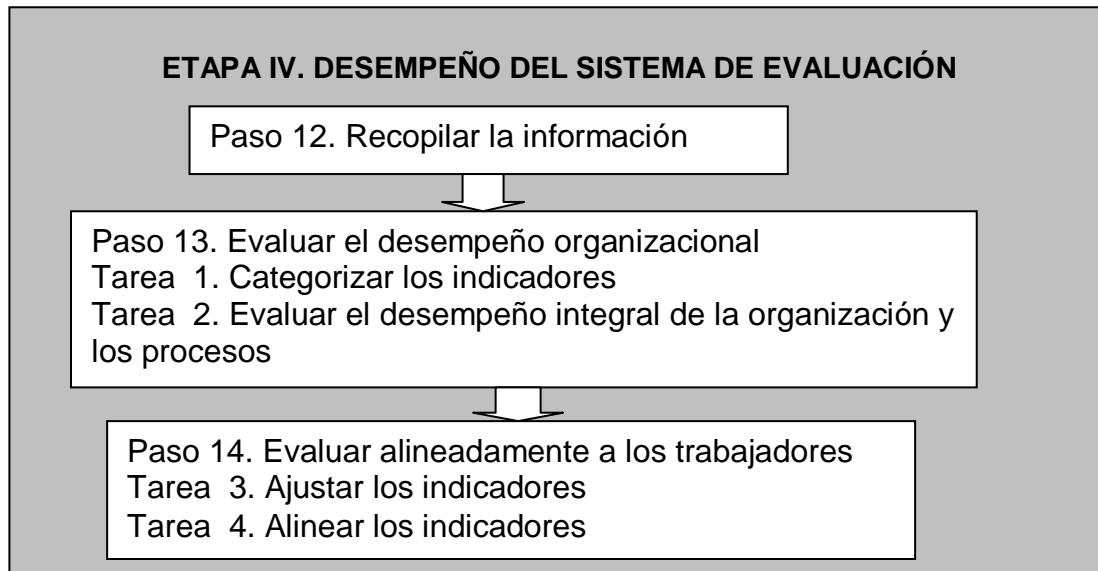 ETAPA IV. DESEMPEÑO DEL SISTEMA DE EVALUACIÓN
Paso 12. Recopilar la información
Paso 13. Evaluar el desempeño organizacional
Tarea 1. Categorizar los indicadores
Tarea 2. Evaluar el desempeño integral de la organización y
los procesos
Paso 14. Evaluar alineadamente a los trabajadores
Tarea 3. Ajustar los indicadores
Tarea 4. Alinear los indicadores